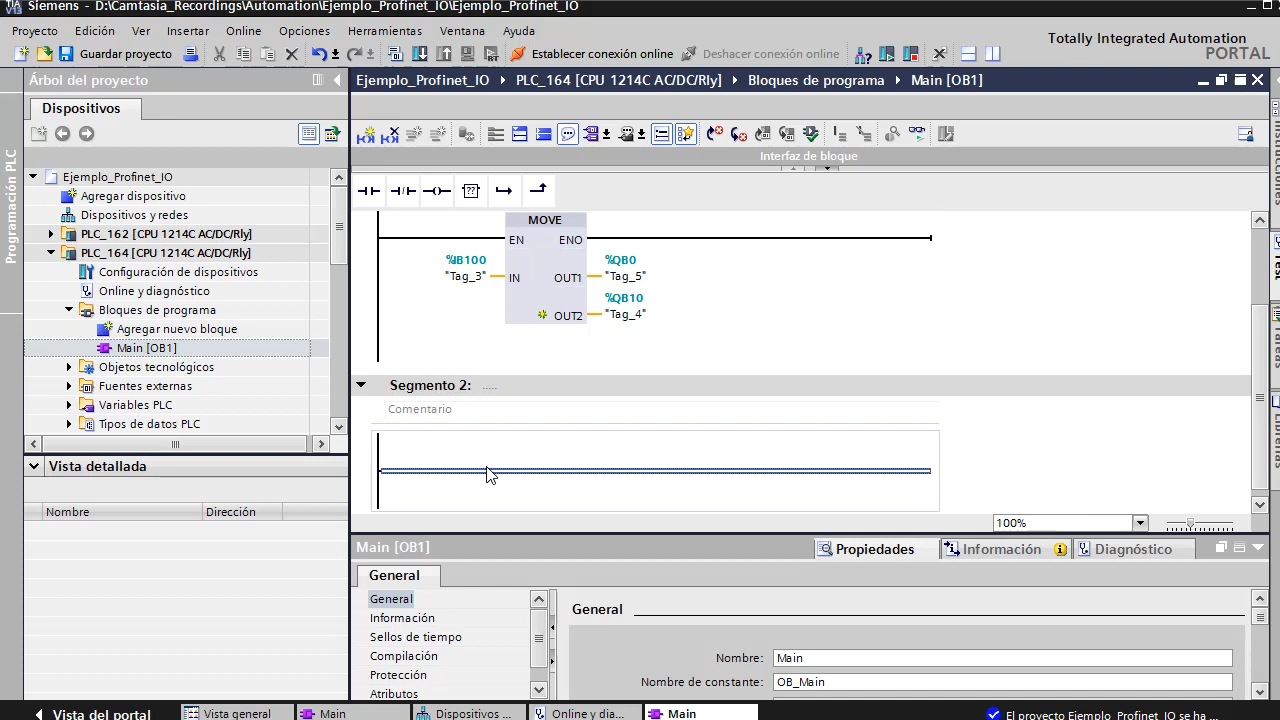 TIA V13 Siemens - D:\Camtasia_Recordings\Automation\Ejemplo_Profinet_IO\Ejemplo_Profinet_IO
Proyecto Edición Ver Insertar Online Opciones Herramientas Ventana Ayuda
Totally Integrated Automation
PORTAL
Guardar proyecto Establecer conexión online Deshacer conexión online
Árbol del proyecto
Ejemplo_Profinet_IO PLC_164 [CPU 1214C AC/DC/Rly] Bloques de programa Main [OB1]
Dispositivos
Programación PLC
Interfaz de bloque
Ejemplo_Profinet_IO
Agregar dispositivo
Dispositivos y redes
PLC_162 [CPU 1214C AC/DC/Rly]
PLC_164 [CPU 1214C AC/DC/Rly]
Configuración de dispositivos
Online y diagnóstico
Bloques de programa
Agregar nuevo bloque
Main [OB1]
Objetos tecnológicos
Fuentes externas
Variables PLC
Tipos de datos PLC
??
MOVE
EN ENO
%IB100
"Tag_3"
IN
OUT1
%QB0
"Tag_5"
OUT2
%QB10
"Tag_4"
Segmento 2: .....
Comentario
100%
Vista detallada
Nombre Dirección
Main [OB1]
Propiedades Información Diagnóstico
General
General
Información
Sellos de tiempo
Compilación
Protección
Atributos
General
Nombre: Main
Nombre de constante: OB_Main
Test
Tareas
Librerías
Vista del portal Vista general Main Dispositivos ... Online y dia... Main El proyecto Ejemplo_Profinet_IO se ha ...